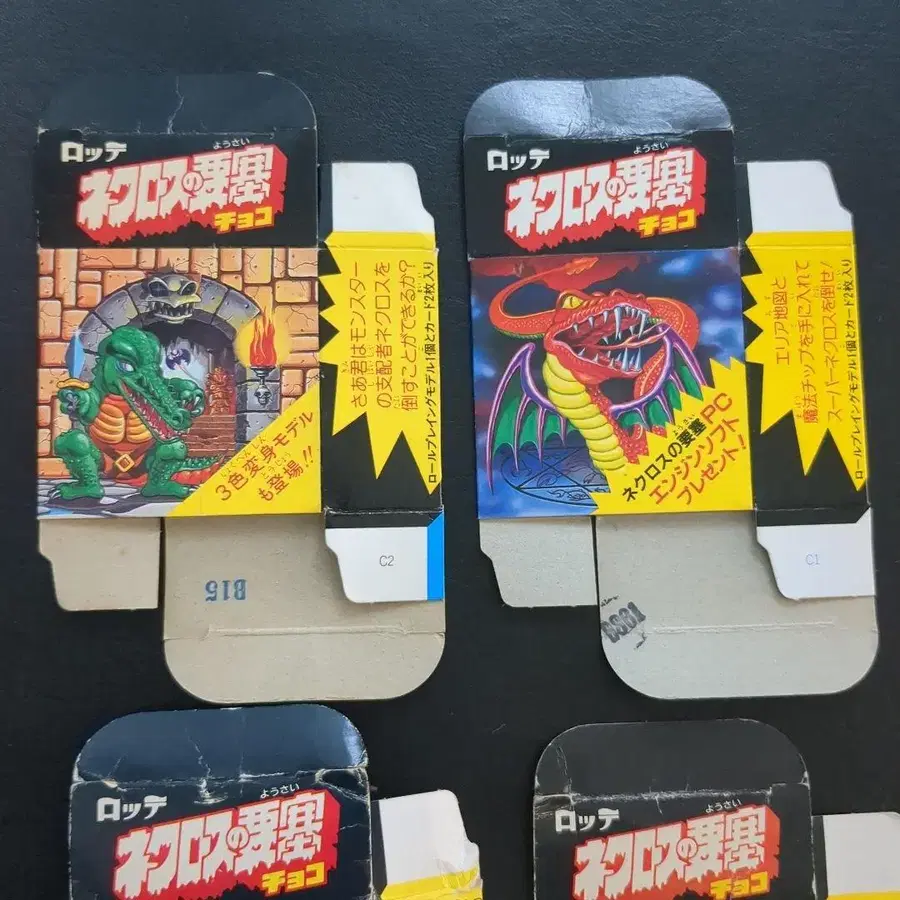 ロッテ
ようさい
ネクロスの要塞
チョコ
3色変身モデル
も登場!!
さあ君はモンスター
の支配者ネクロスを
倒すことができるか?
ロールプレイングモデル1個とカード2枚入り
C2
B15
ロッテ
ようさい
ネクロスの要塞
チョコ
ネクロスの要塞PC
エンジンソフト
プレゼント!
エリア地図と
魔法チップを手に入れて
スーパーネクロスを倒せ!
ロールプレイングモデル1個とカード2枚入り
C1
ロッテ
ようさい
ネクロスの要塞
チョコ
ロッテ
ようさい
ネクロスの要塞
チョコ